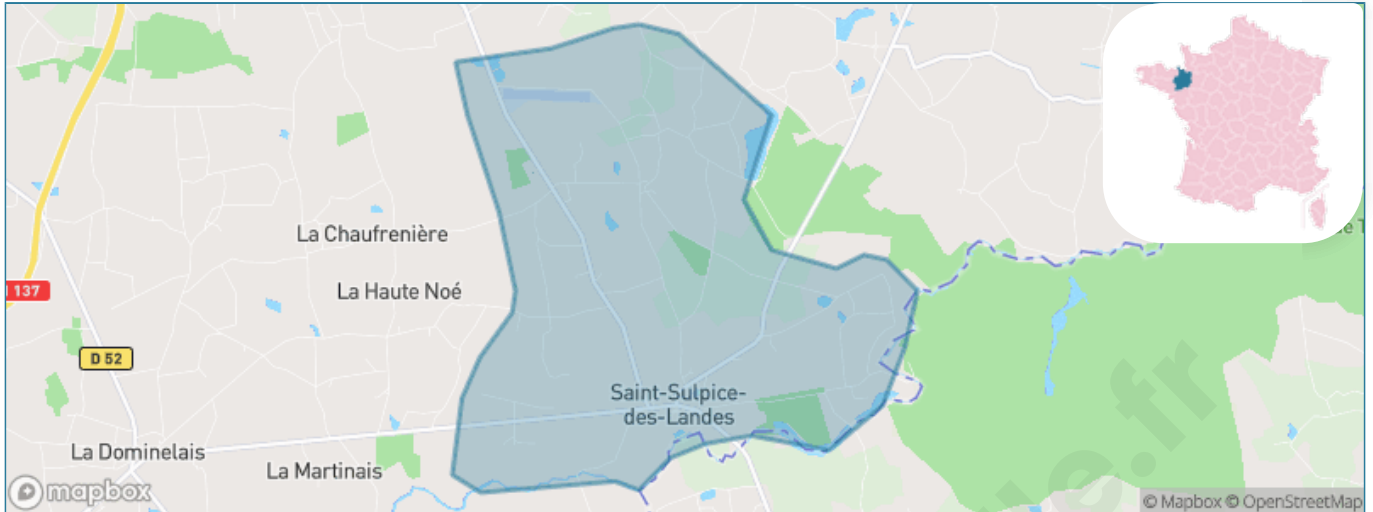 La Chaufrenière
La Haute Noé
137
D 52
Saint-Sulpice-
des-Landes
La Dominelais
La Martinais
mapbox
© Mapbox © OpenStreetMap